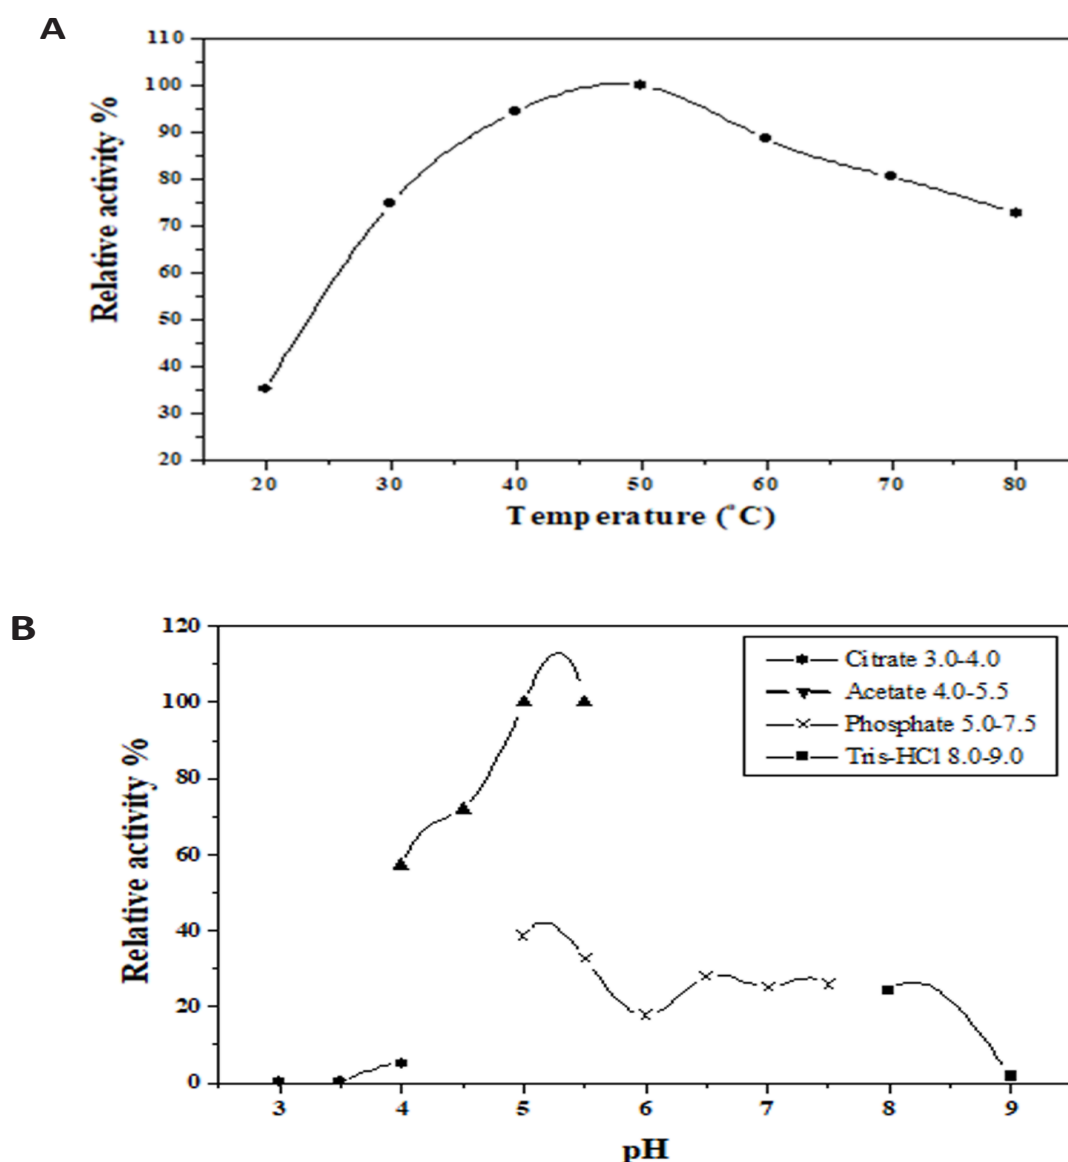 A
110
100
90
80
70
60
50
40
30
20
Relative activity %
20 30 40 50 60 70 80
Temperature (°C)
B
120
100
80
60
40
20
0
Relative activity %
Citrate 3.0-4.0
Acetate 4.0-5.5
Phosphate 5.0-7.5
Tris-HCl 8.0-9.0
3 4 5 6 7 8 9
pH